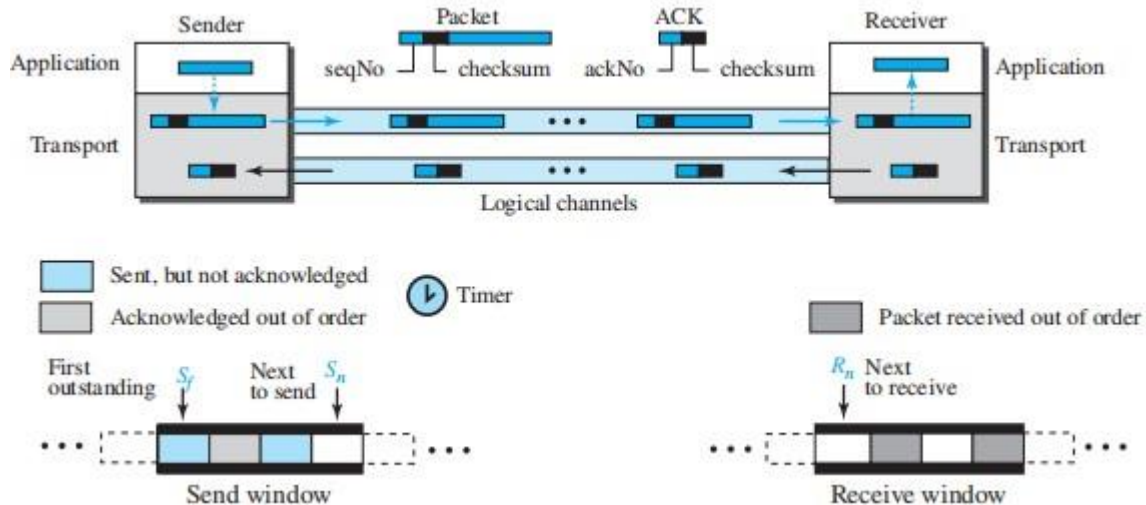 Sender
Packet
ACK
Receiver
Application
seqNo
checksum
ackNo
checksum
Application
Transport
Transport
Logical channels
Sent, but not acknowledged
Timer
Acknowledged out of order
Packet received out of order
First
outstanding
Sf
Next
to send
Sn
Rn
Next
to receive
Send window
Receive window